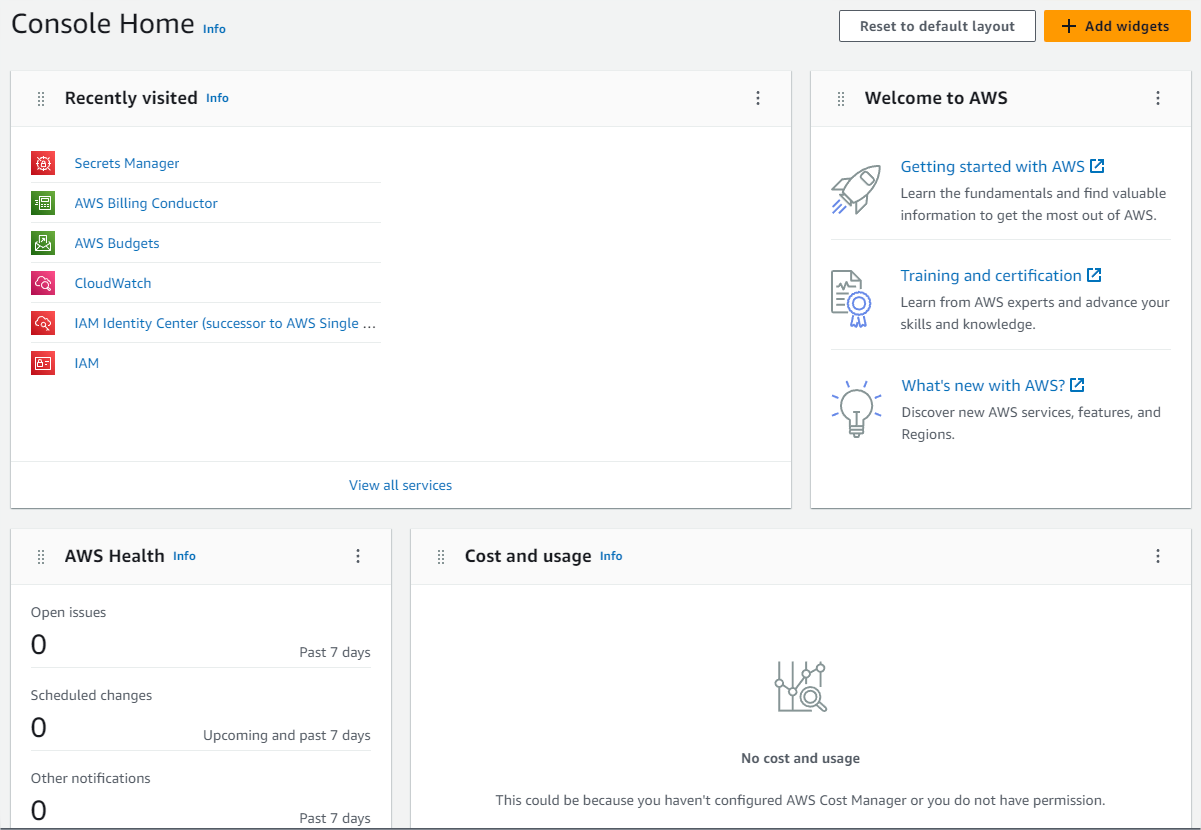 Console Home Info
Reset to default layout
Add widgets
Recently visited Info
Secrets Manager
AWS Billing Conductor
AWS Budgets
CloudWatch
IAM Identity Center (successor to AWS Single ...
IAM
View all services
Welcome to AWS
Getting started with AWS
Learn the fundamentals and find valuable
information to get the most out of AWS.
Training and certification
Learn from AWS experts and advance your
skills and knowledge.
What's new with AWS?
Discover new AWS services, features, and
Regions.
AWS Health Info
Open issues
0
Past 7 days
Scheduled changes
0
Upcoming and past 7 days
Other notifications
0
Past 7 days
Cost and usage Info
No cost and usage
This could be because you haven't configured AWS Cost Manager or you do not have permission.